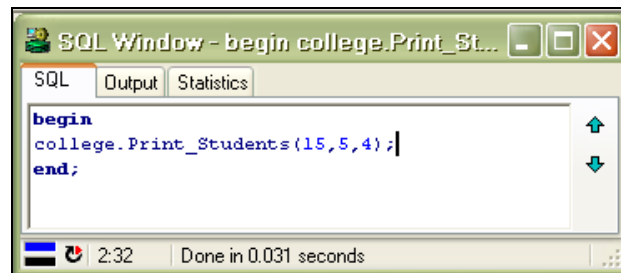 SQL Window - begin college.Print_St...
SQL Output Statistics
begin
college.Print_Students(15,5,4);
end;
2:32 Done in 0.031 seconds